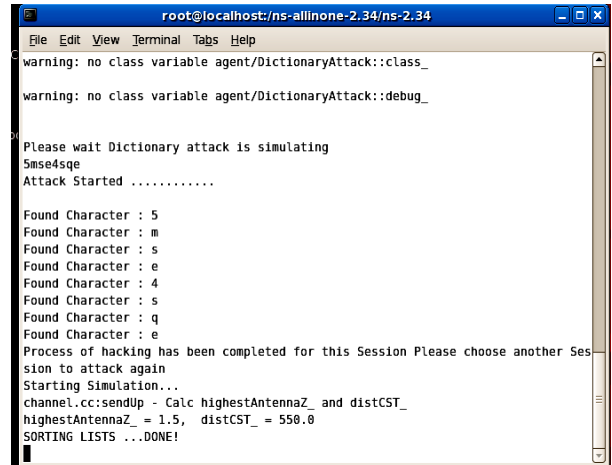 root@localhost:/ns-allinone-2.34/ns-2.34
File Edit View Terminal Tabs Help
warning: no class variable agent/DictionaryAttack::class_
warning: no class variable agent/DictionaryAttack::debug_
Please wait Dictionary attack is simulating
5mse4sqe
Attack Started ............
Found Character : 5
Found Character : m
Found Character : s
Found Character : e
Found Character : 4
Found Character : s
Found Character : q
Found Character : e
Process of hacking has been completed for this Session Please choose another Ses
sion to attack again
Starting Simulation...
channel.cc:sendUp - Calc highestAntennaZ_ and distCST_
highestAntennaZ_ = 1.5,  distCST_ = 550.0
SORTING LISTS ...DONE!